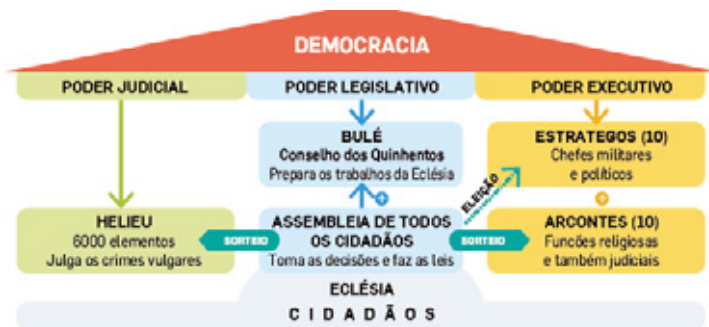 DEMOCRACIA
PODER JUDICIAL
PODER LEGISLATIVO
PODER EXECUTIVO
BULÉ
Conselho dos Quinhentos
Prepara os trabalhos da Eclésia
ESTRATEGOS (10)
Chefes militares
e políticos
ELEIÇÃO
HELIEU
6000 elementos
Julga os crimes vulgares
SORTEIO
ASSEMBLEIA DE TODOS
OS CIDADÃOS
Toma as decisões e faz as leis
SORTEIO
ARCONTES (10)
Funções religiosas
e também judiciais
ECLÉSIA
CIDADÃOS